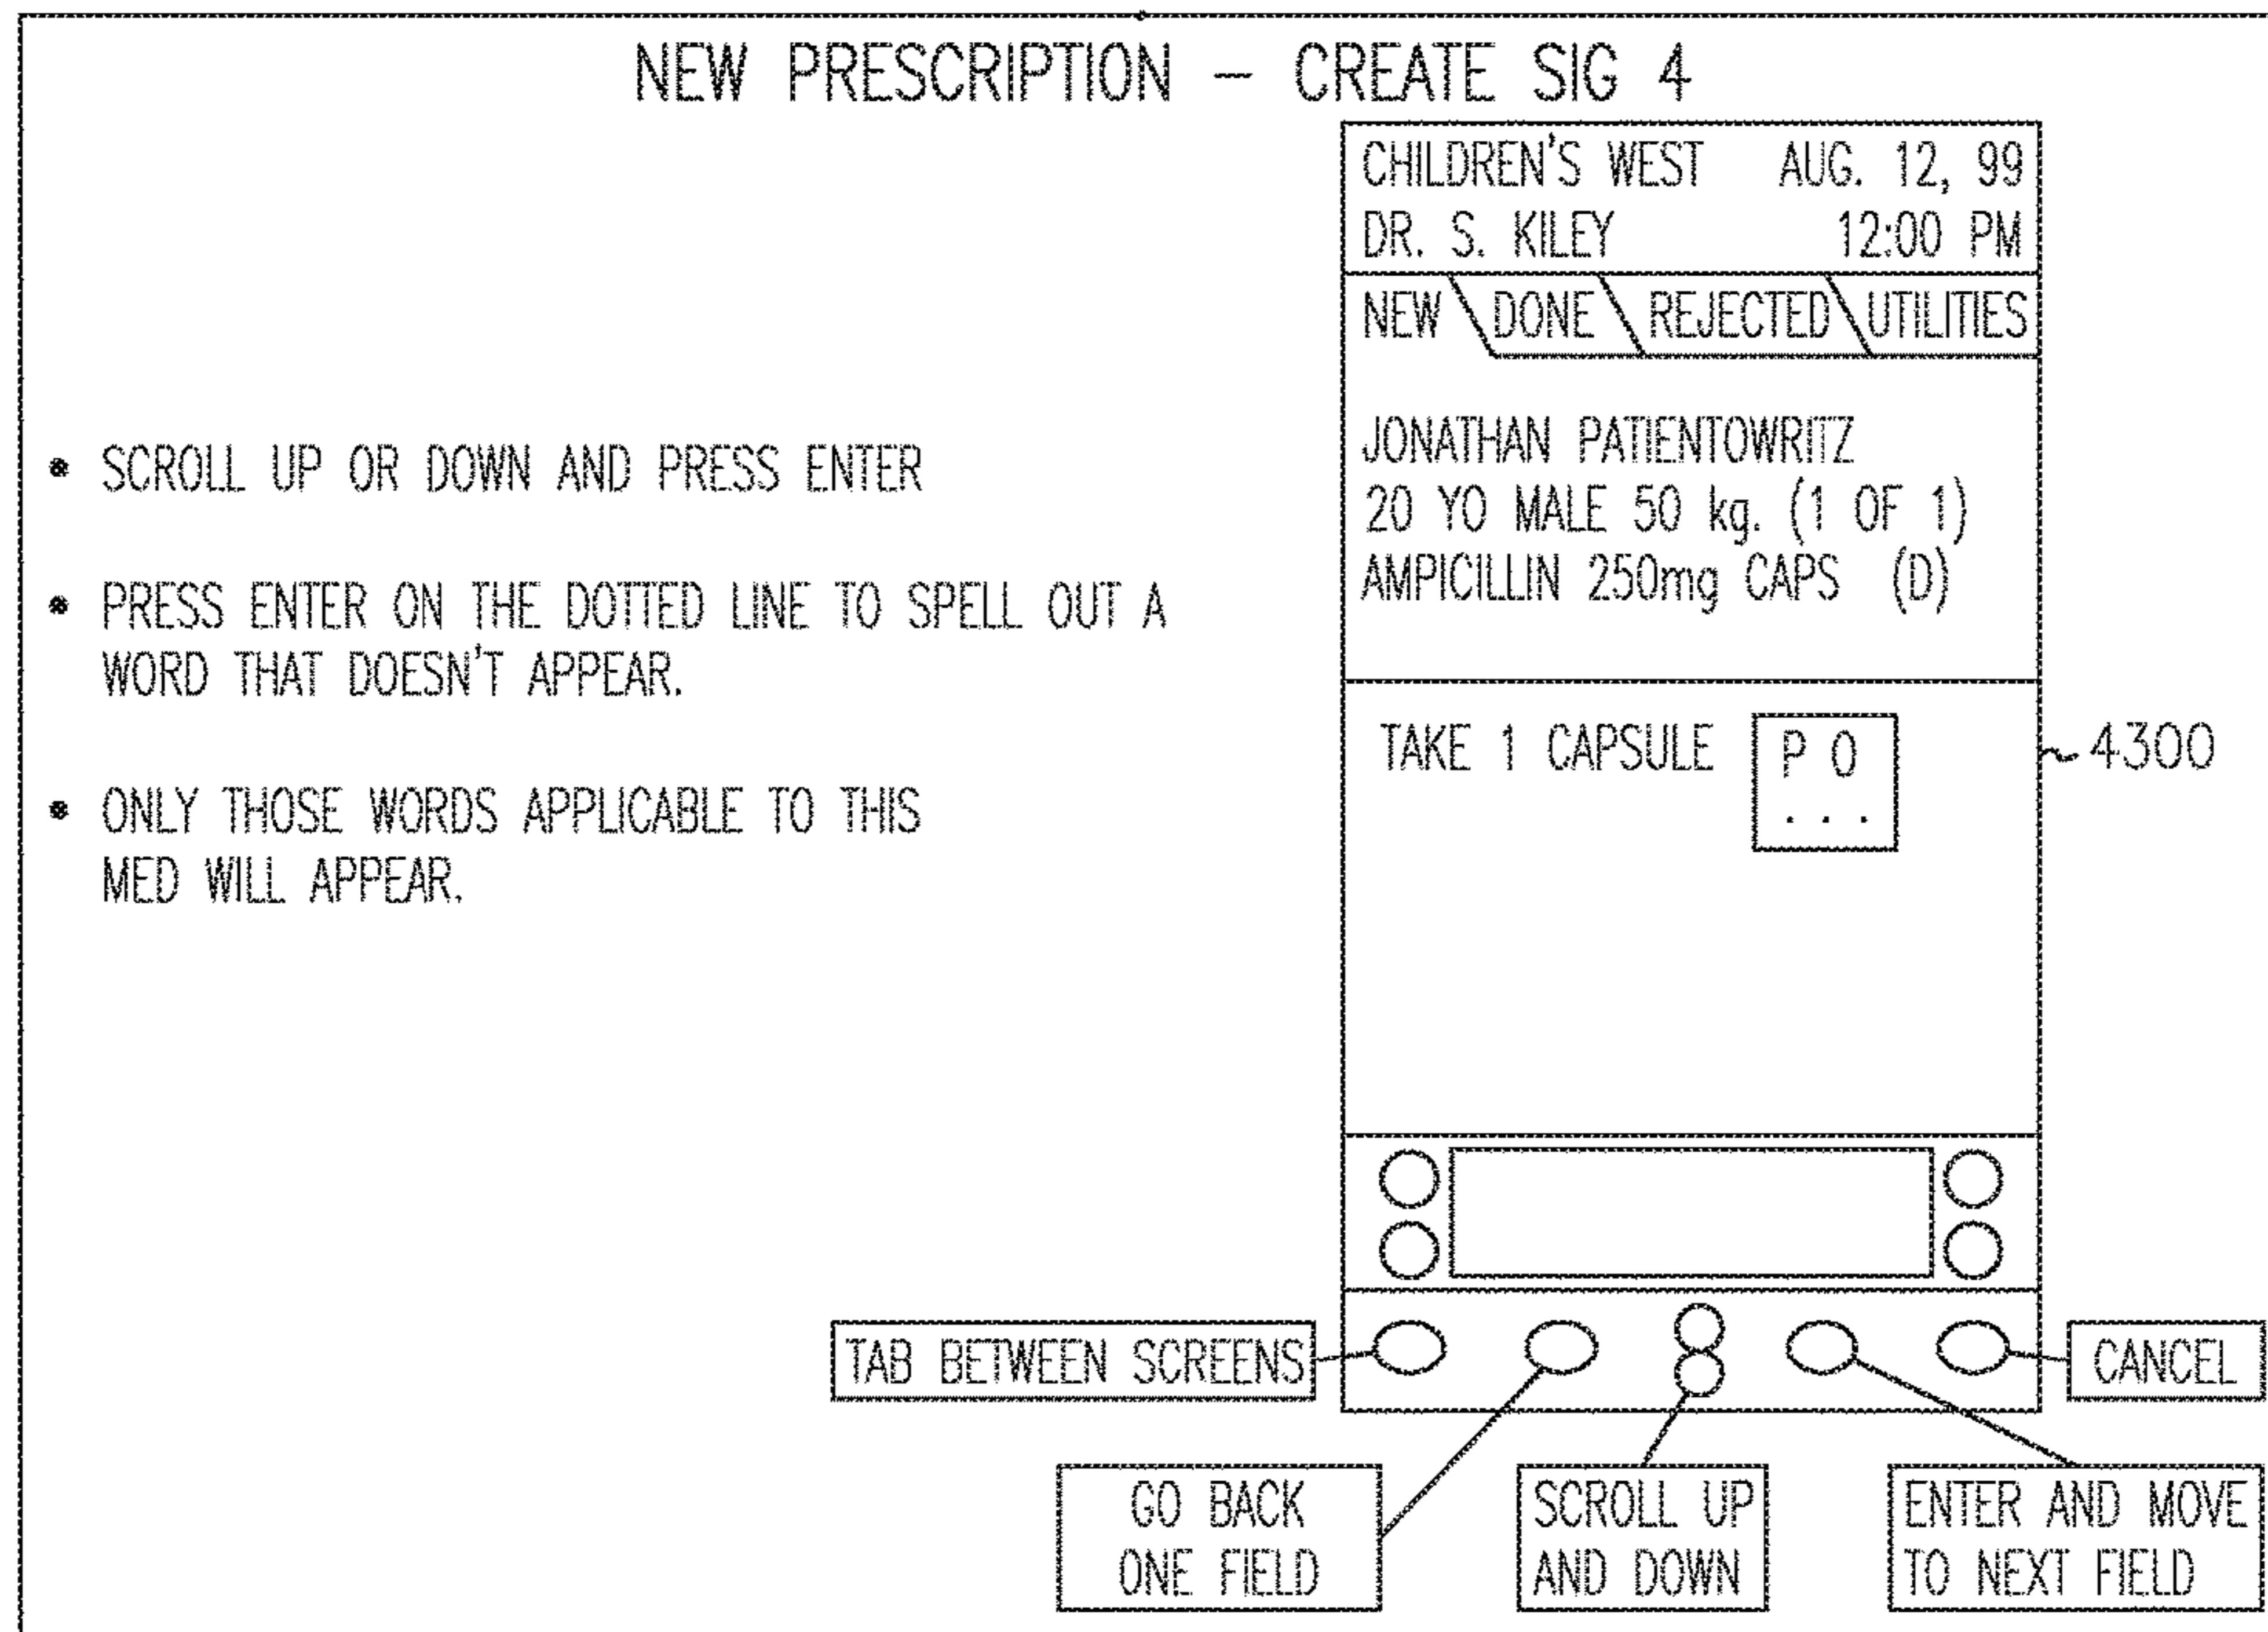 NEW PRESCRIPTION – CREATE SIG 4
• SCROLL UP OR DOWN AND PRESS ENTER
• PRESS ENTER ON THE DOTTED LINE TO SPELL OUT A
WORD THAT DOESN'T APPEAR.
• ONLY THOSE WORDS APPLICABLE TO THIS
MED WILL APPEAR.
CHILDREN'S WEST AUG. 12, 99
DR. S. KILEY 12:00 PM
NEW DONE REJECTED UTILITIES
JONATHAN PATIENTOWRITZ
20 YO MALE 50 kg. (1 OF 1)
AMPICILLIN 250mg CAPS (D)
TAKE 1 CAPSULE P O
. . .
4300
TAB BETWEEN SCREENS
CANCEL
GO BACK
ONE FIELD
SCROLL UP
AND DOWN
ENTER AND MOVE
TO NEXT FIELD